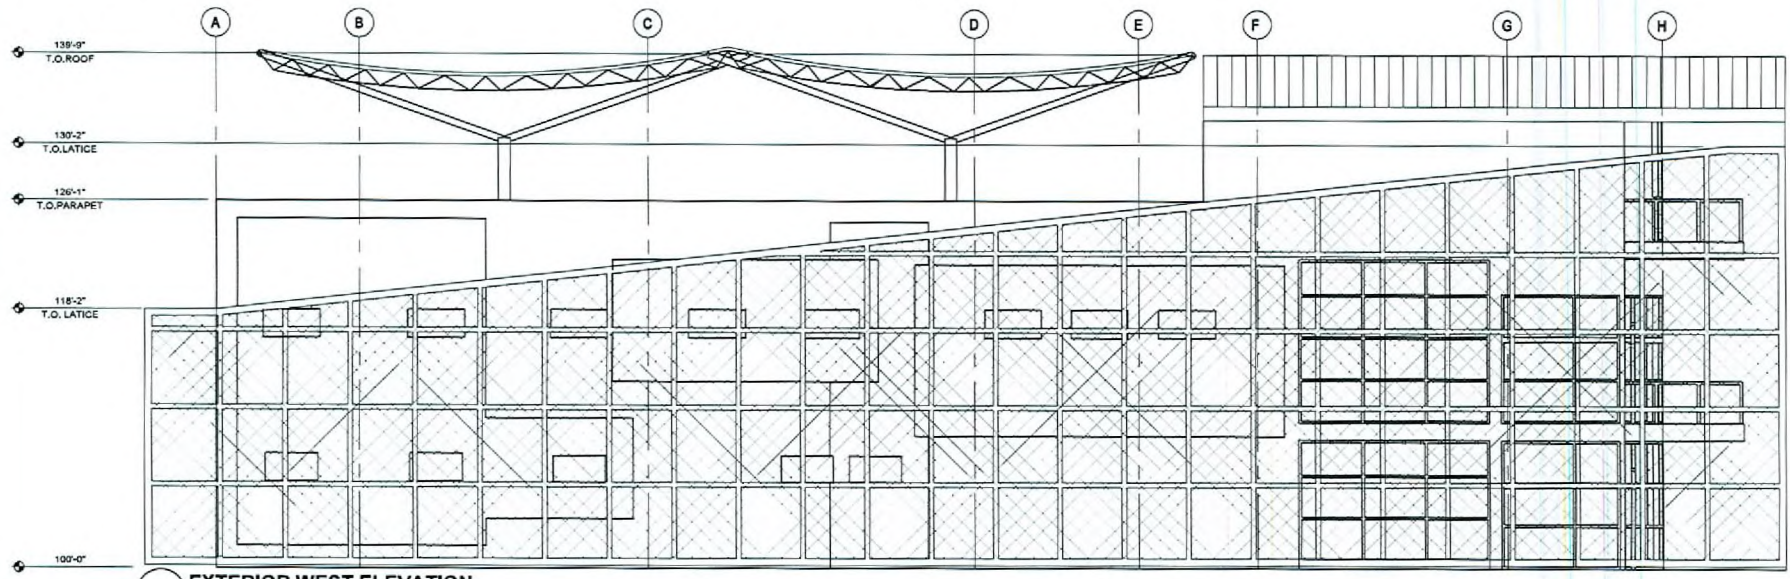 A B C D E F G H
139'-9"
T.O.ROOF
130'-2"
T.O.LATICE
126'-1"
T.O.PARAPET
118'-2"
T.O. LATICE
100'-0"
EXTERIOR WEST ELEVATION